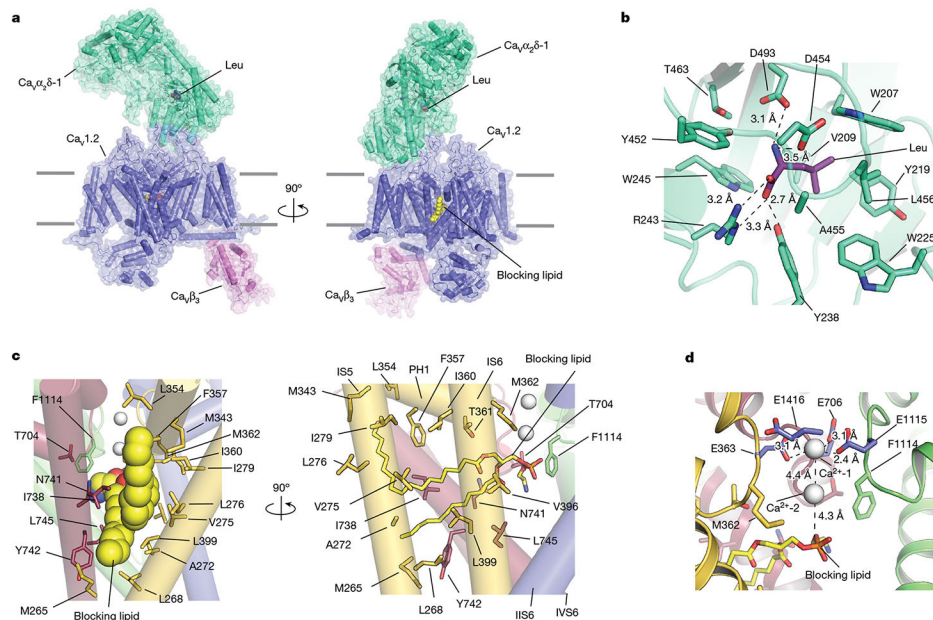 a
Caᵥα₂δ-1
Leu
Caᵥ1.2
Caᵥβ₃
90°
Caᵥα₂δ-1
Leu
Caᵥ1.2
Blocking lipid
Caᵥβ₃
b
D493
D454
T463
W207
3.1 Å
Y452
V209
Leu
3.5 Å
W245
Y219
2.7 Å
L456
3.2 Å
R243
A455
3.3 Å
W225
Y238
c
L354
F357
F1114
M343
T704
M362
I360
I279
N741
I738
L276
L745
V275
Y742
L399
A272
M265
L268
Blocking lipid
90°
F357
L354
PH1
I360
IS6
Blocking lipid
IS5
M362
M343
T361
T704
I279
F1114
L276
V275
N741
V396
I738
A272
L745
L399
M265
L268
Y742
IIS6
IVS6
d
E1416
E706
E1115
3.1 Å
3.1 Å
F1114
E363
2.4 Å
4.4 Å
Ca²⁺-1
Ca²⁺-2
M362
4.3 Å
Blocking lipid